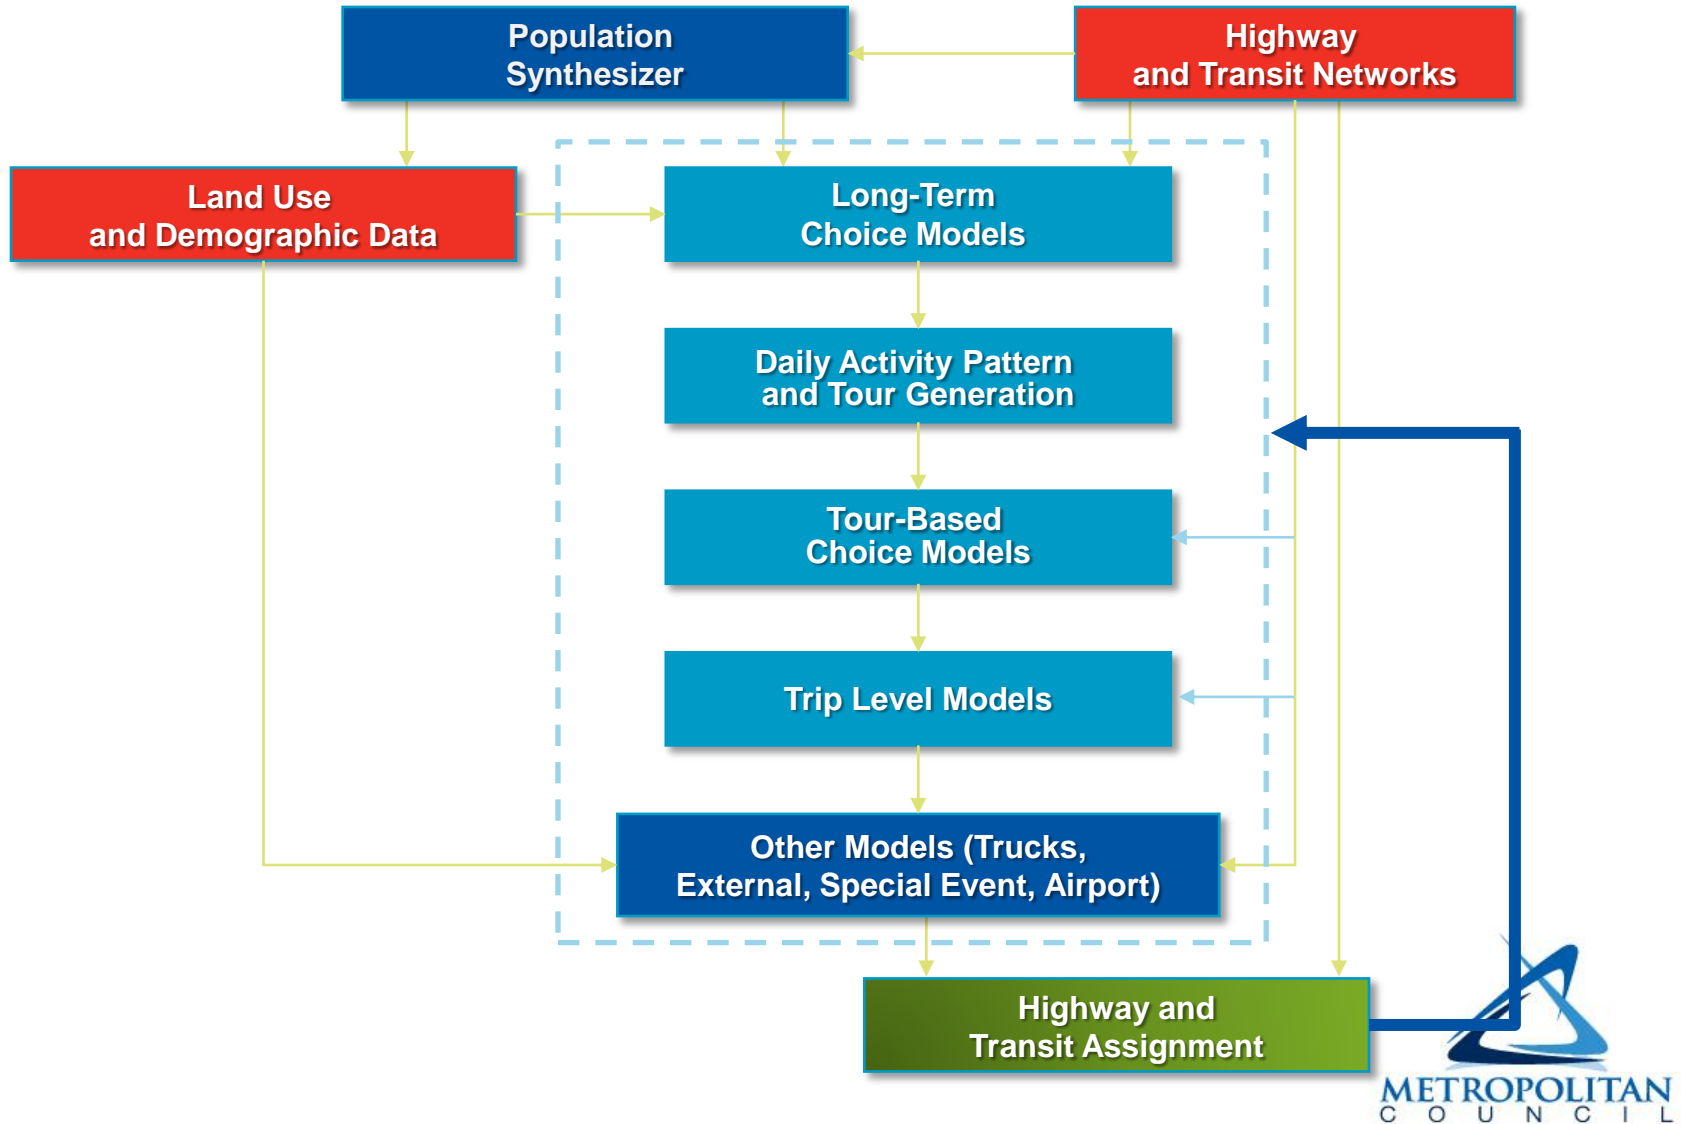 Population
Synthesizer
Highway
and Transit Networks
Land Use
and Demographic Data
Long-Term
Choice Models
Daily Activity Pattern
and Tour Generation
Tour-Based
Choice Models
Trip Level Models
Other Models (Trucks,
External, Special Event, Airport)
Highway and
Transit Assignment
METROPOLITAN
COUNCIL